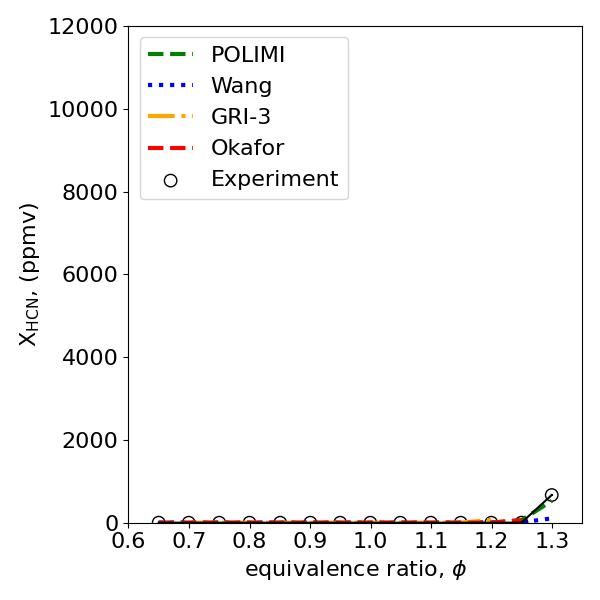 12000
10000
8000
6000
4000
2000
0
X_HCN, (ppmv)
POLIMI
Wang
GRI-3
Okafor
Experiment
0.6 0.7 0.8 0.9 1.0 1.1 1.2 1.3
equivalence ratio, ϕ